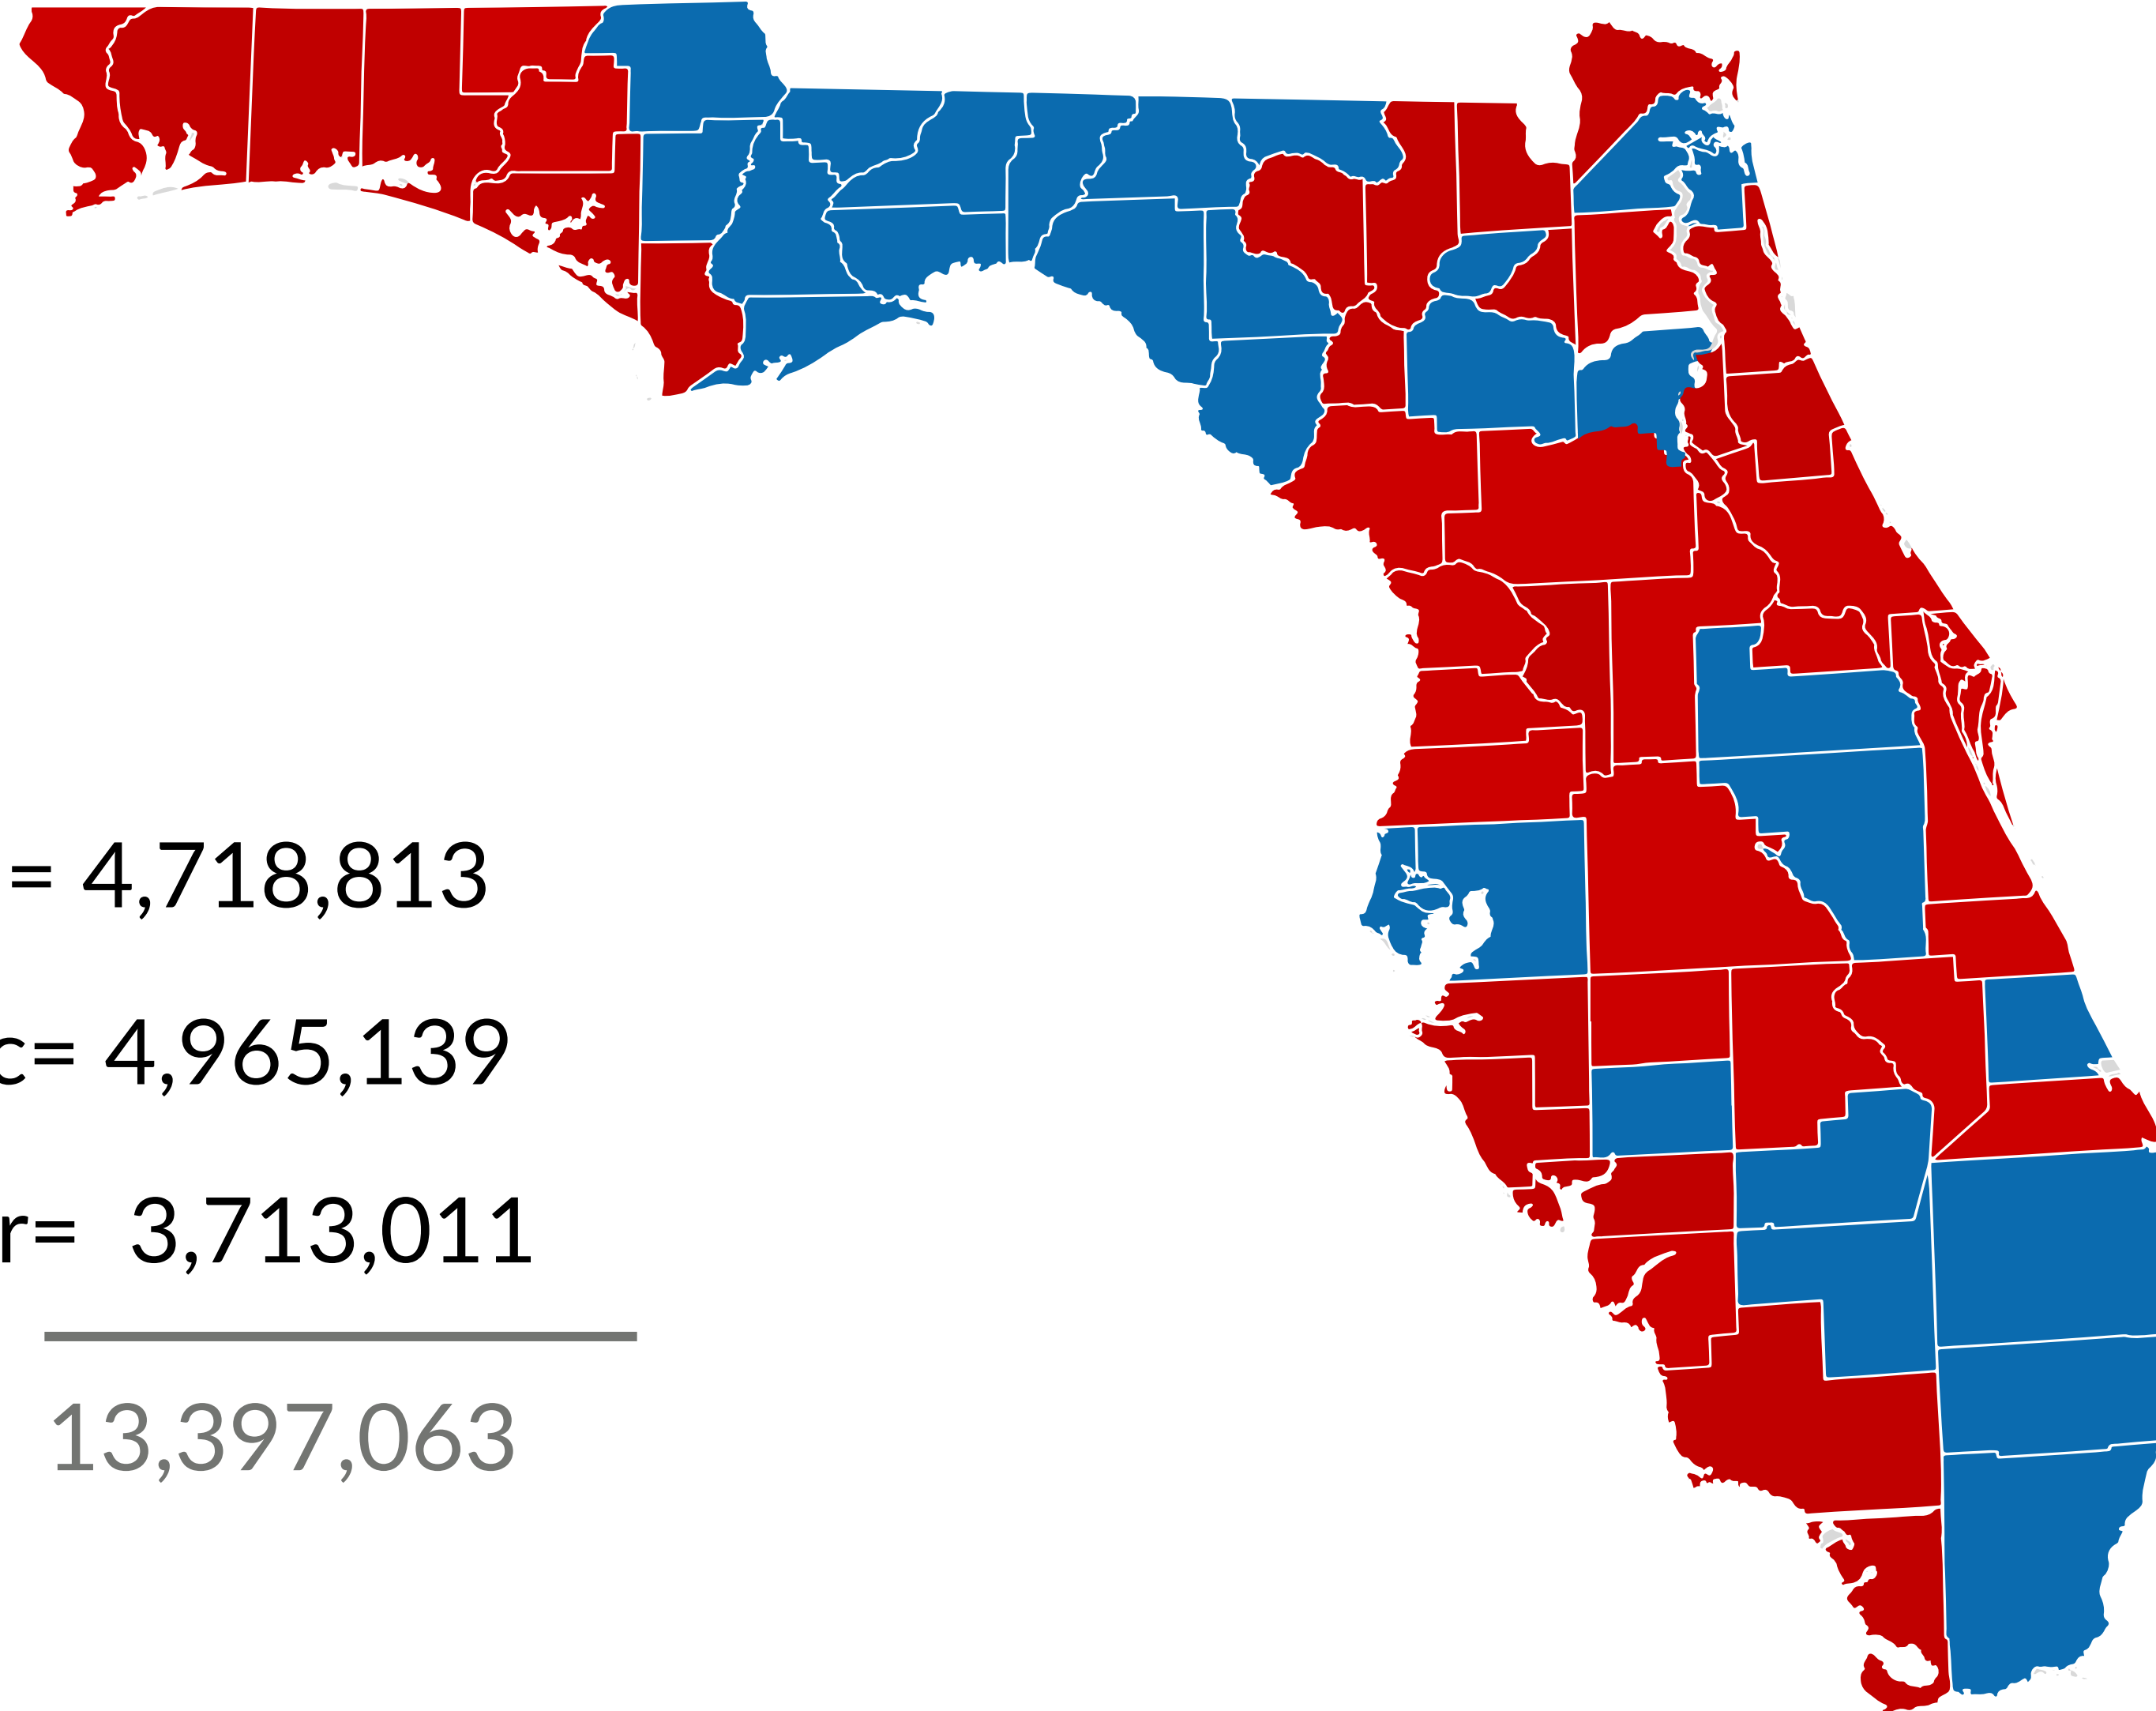 = 4,718,813
c = 4,965,139
r= 3,713,011
13,397,063